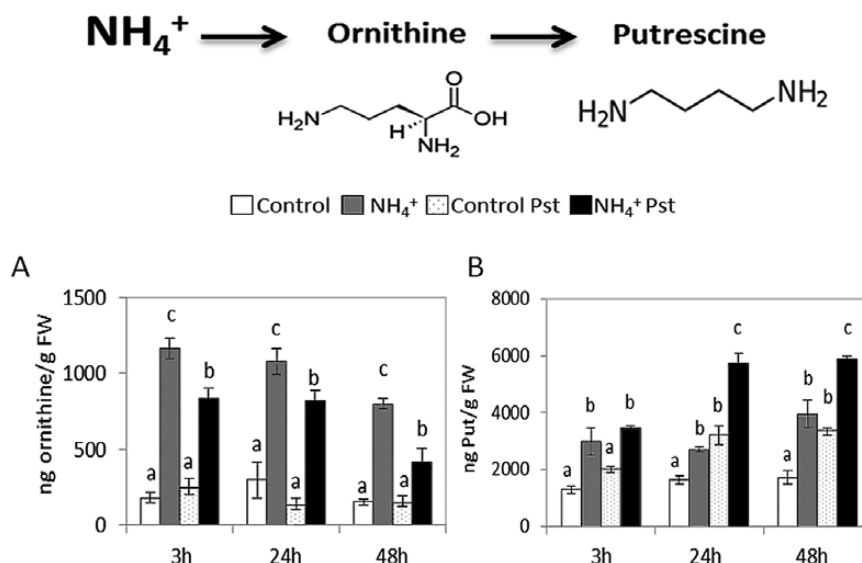 NH₄⁺ Ornithine Putrescine
O
H₂N OH
H
NH₂
NH₂
H₂N
Control NH₄⁺ Control Pst NH₄⁺ Pst
A B
ng ornithine/g FW
1500
1000
500
0
c c c
b b b
a a a a a a
3h 24h 48h
ng Put/g FW
8000
6000
4000
2000
0
a b a b
a b b c
a b b c
3h 24h 48h